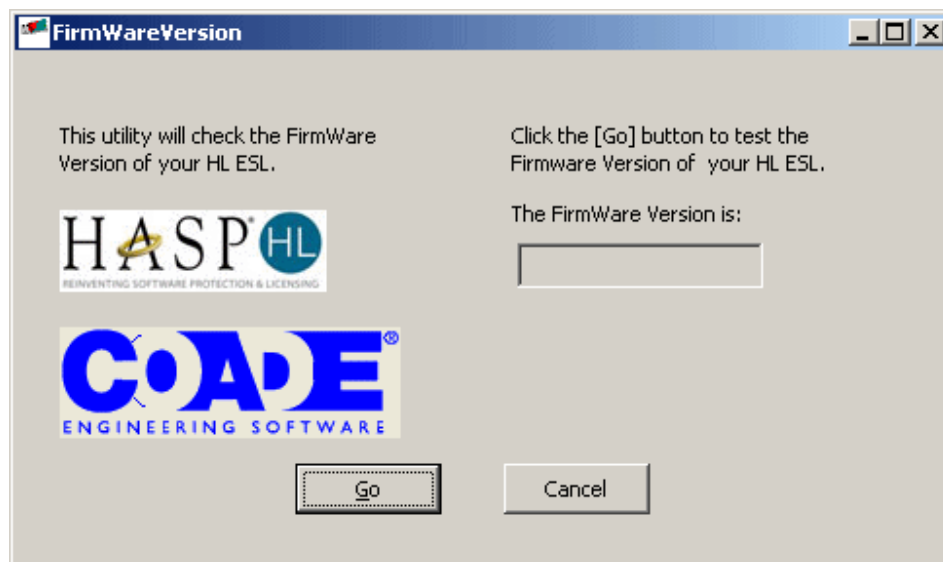 FirmWareVersion
This utility will check the FirmWare
Version of your HL ESL.
Click the [Go] button to test the
Firmware Version of  your HL ESL.
The FirmWare Version is:
HASP® HL
REINVENTING SOFTWARE PROTECTION & LICENSING
COADE®
ENGINEERING SOFTWARE
Go
Cancel